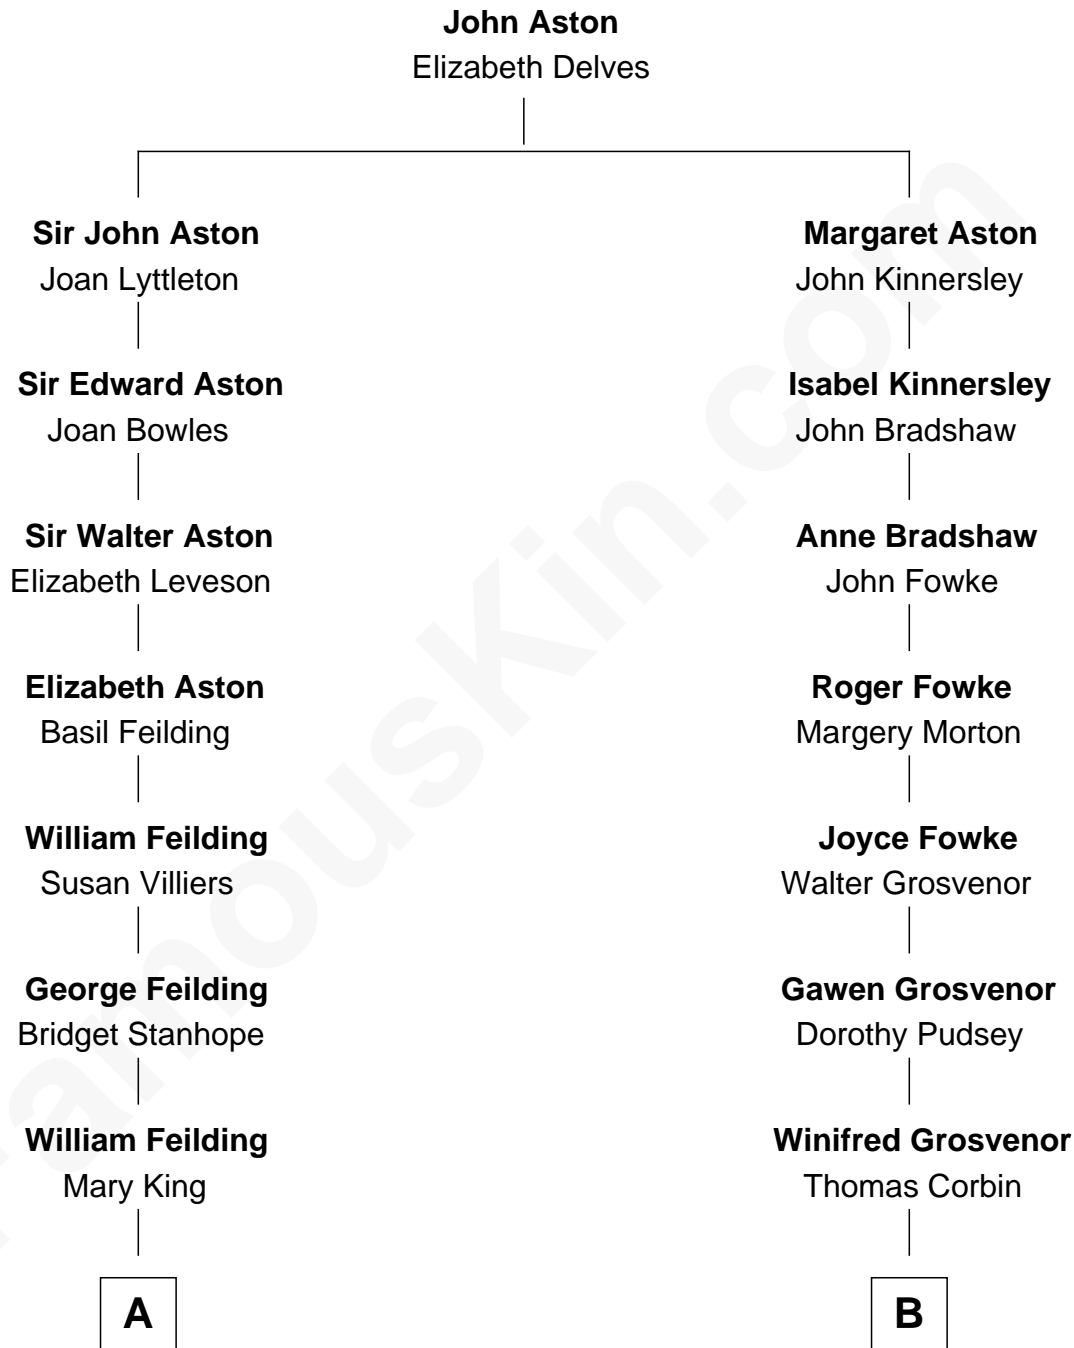 John Aston
Elizabeth Delves
Sir John Aston
Joan Lyttleton
Sir Edward Aston
Joan Bowles
Sir Walter Aston
Elizabeth Leveson
Elizabeth Aston
Basil Feilding
William Feilding
Susan Villiers
George Feilding
Bridget Stanhope
William Feilding
Mary King
A
Margaret Aston
John Kinnersley
Isabel Kinnersley
John Bradshaw
Anne Bradshaw
John Fowke
Roger Fowke
Margery Morton
Joyce Fowke
Walter Grosvenor
Gawen Grosvenor
Dorothy Pudsey
Winifred Grosvenor
Thomas Corbin
B
FamousKin.com